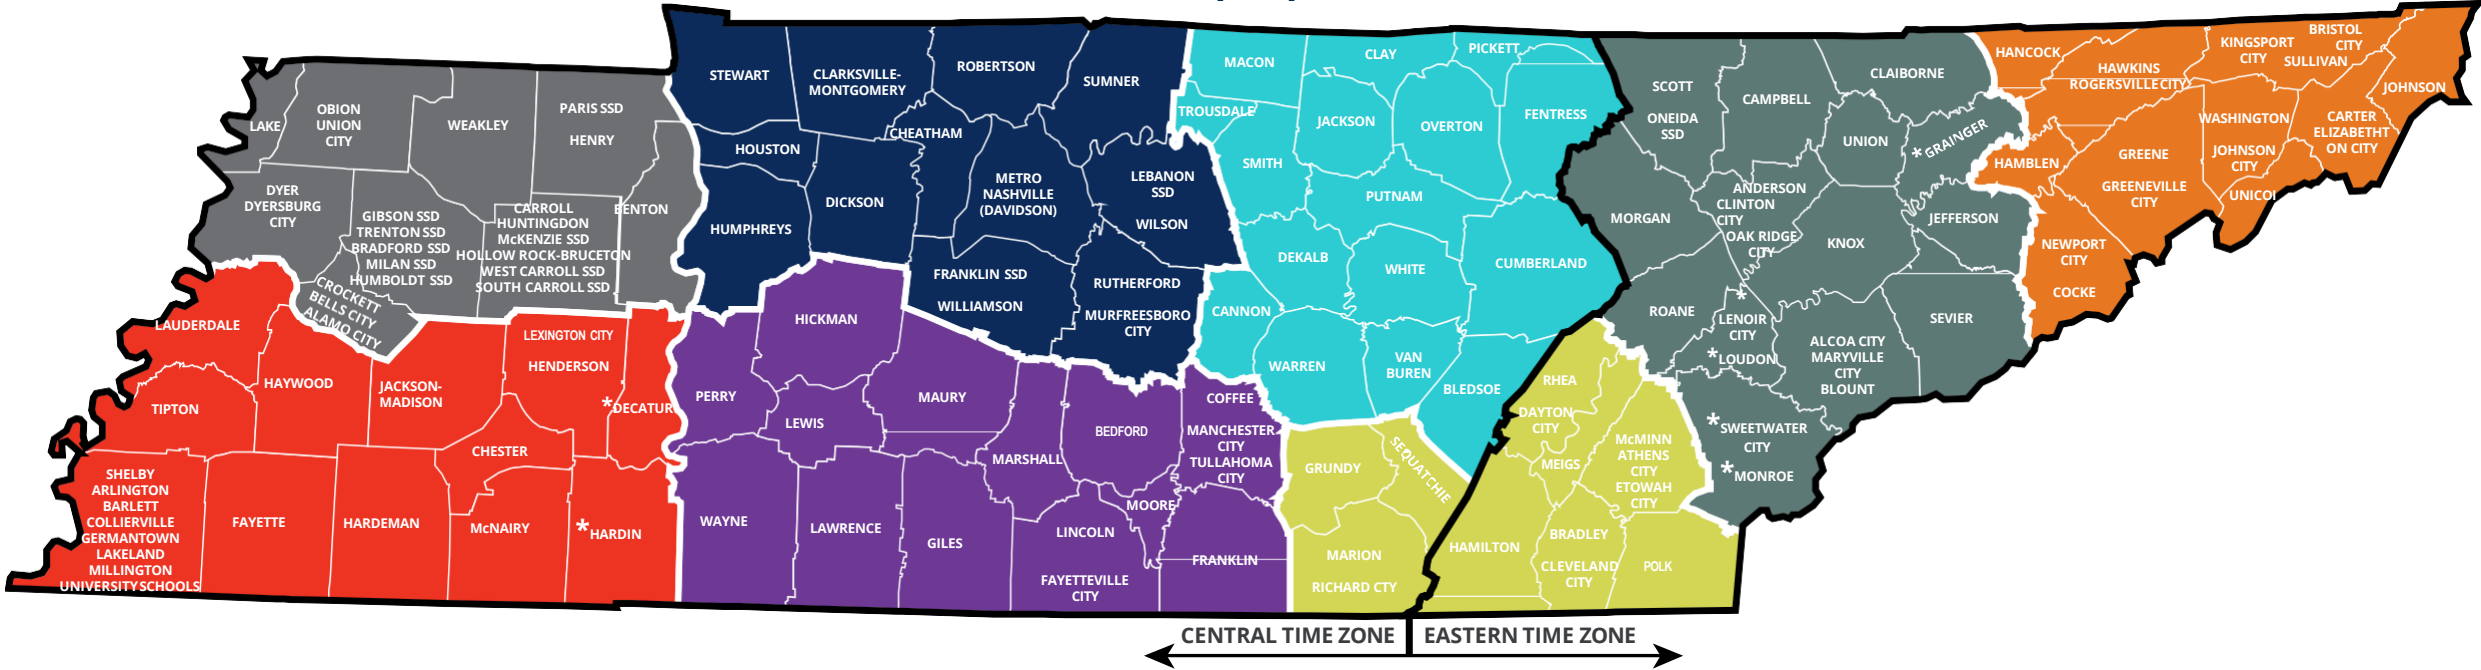 LAKE
OBION
UNION
CITY
WEAKLEY
PARIS SSD
HENRY
DYER
DYERSBURG
CITY
GIBSON SSD
TRENTON SSD
BRADFORD SSD
MILAN SSD
HUMBOLDT SSD
CARROLL
HUNTINGDON
McKENZIE SSD
HOLLOW ROCK-BRUCETON
WEST CARROLL SSD
SOUTH CARROLL SSD
BENTON
CROCKETT
BELLS CITY
ALAMO CITY
LAUDERDALE
TIPTON
HAYWOOD
JACKSON-
MADISON
LEXINGTON CITY
HENDERSON
*DECATUR
CHESTER
SHELBY
ARLINGTON
BARLETT
COLLIERVILLE
GERMANTOWN
LAKELAND
MILLINGTON
UNIVERSITY SCHOOLS
FAYETTE
HARDEMAN
McNAIRY
*HARDIN
STEWART
CLARKSVILLE-
MONTGOMERY
ROBERTSON
SUMNER
HOUSTON
CHEATHAM
HUMPHREYS
DICKSON
METRO
NASHVILLE
(DAVIDSON)
LEBANON
SSD
WILSON
FRANKLIN SSD
WILLIAMSON
RUTHERFORD
MURFREESBORO
CITY
HICKMAN
PERRY
LEWIS
MAURY
MARSHALL
BEDFORD
COFFEE
MANCHESTER
CITY
TULLAHOMA
CITY
MOORE
WAYNE
LAWRENCE
GILES
LINCOLN
FAYETTEVILLE
CITY
FRANKLIN
MACON
CLAY
PICKETT
TROUSDALE
JACKSON
OVERTON
FENTRESS
SMITH
PUTNAM
DEKALB
WHITE
CUMBERLAND
CANNON
WARREN
VAN
BUREN
BLEDSOE
GRUNDY
SEQUATCHIE
MARION
RICHARD CTY
RHEA
DAYTON
CITY
MEIGS
McMINN
ATHENS
CITY
ETOWAH
CITY
HAMILTON
BRADLEY
CLEVELAND
CITY
POLK
SCOTT
ONEIDA
SSD
CAMPBELL
CLAIBORNE
UNION
*GRAINGER
MORGAN
ANDERSON
CLINTON
CITY
OAK RIDGE
CITY
KNOX
JEFFERSON
ROANE
*
LENOIR
CITY
*LOUDON
ALCOA CITY
MARYVILLE
CITY
BLOUNT
SEVIER
*SWEETWATER
CITY
*MONROE
HANCOCK
HAWKINS
ROGERSVILLE CITY
KINGSPORT
CITY
BRISTOL
CITY
SULLIVAN
JOHNSON
WASHINGTON
JOHNSON
CITY
CARTER
ELIZABETHT
ON CITY
HAMBLEN
GREENE
GREENEVILLE
CITY
UNICOI
NEWPORT
CITY
COCKE
CENTRAL TIME ZONE
EASTERN TIME ZONE